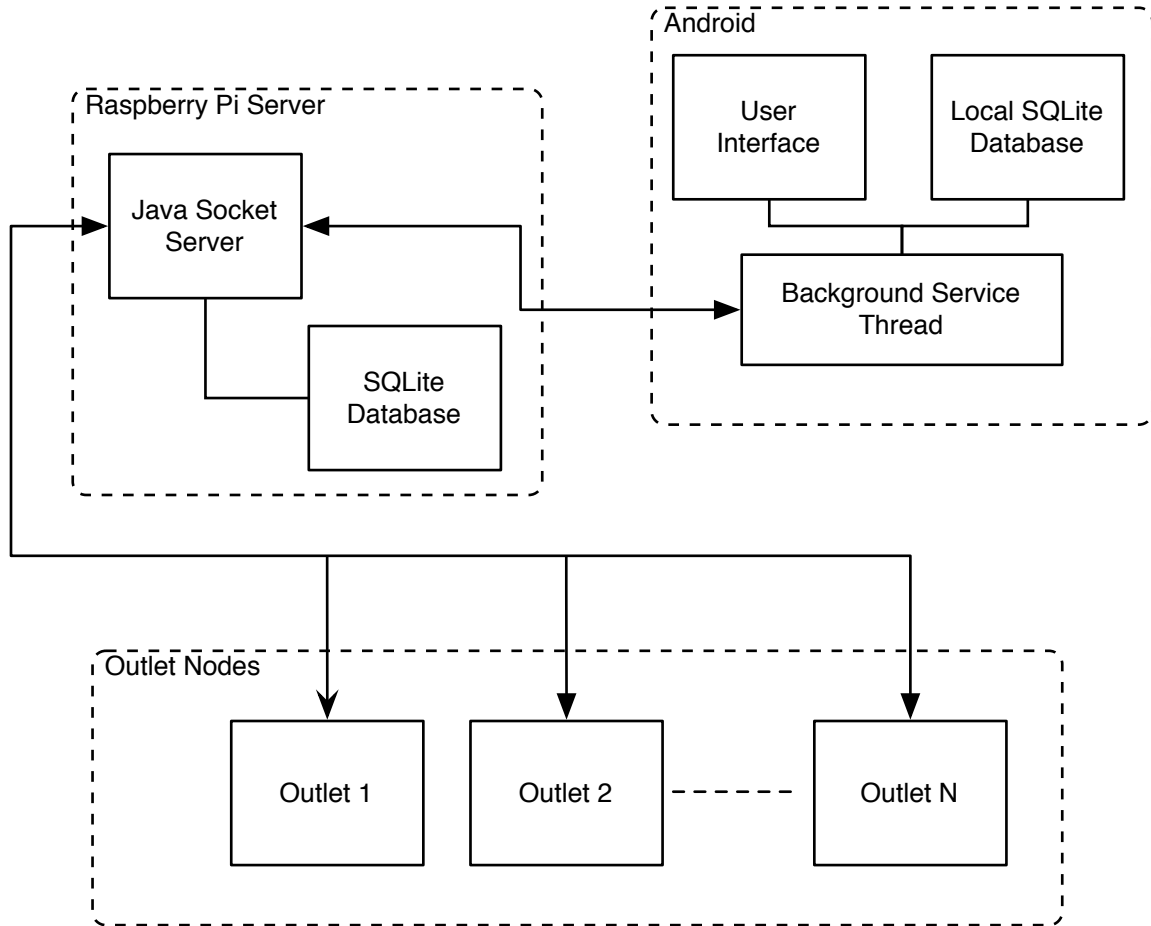 Android
User
Interface
Local SQLite
Database
Background Service
Thread
Raspberry Pi Server
Java Socket
Server
SQLite
Database
Outlet Nodes
Outlet 1
Outlet 2
Outlet N